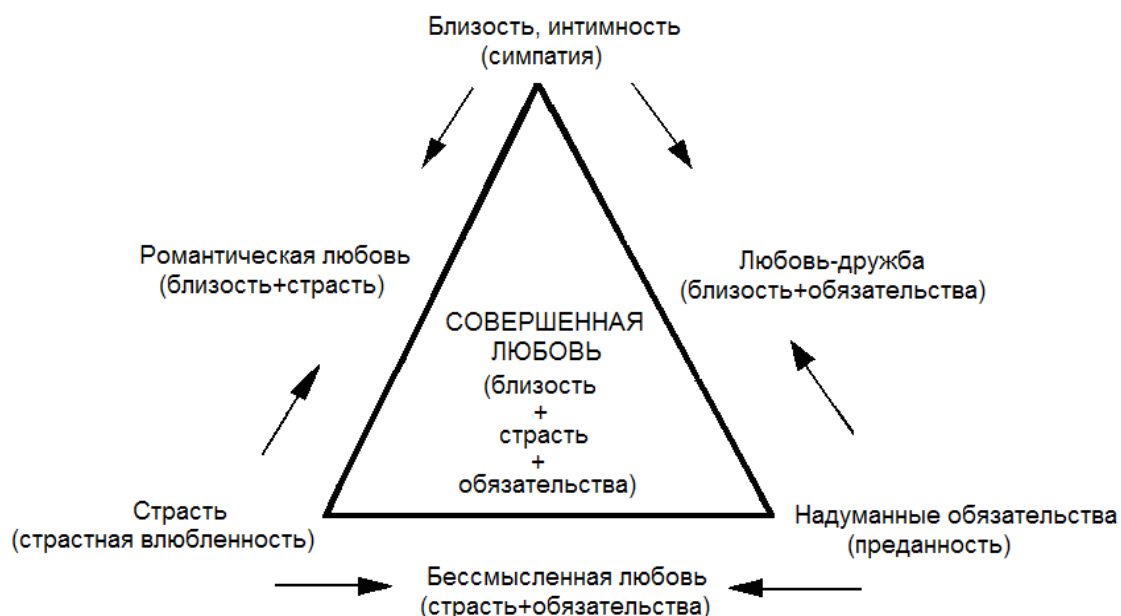 Близость, интимность
(симпатия)
Романтическая любовь
(близость+страсть)
Любовь-дружба
(близость+обязательства)
СОВЕРШЕННАЯ
ЛЮБОВЬ
(близость
+
страсть
+
обязательства)
Страсть
(страстная влюбленность)
Надуманные обязательства
(преданность)
Бессмысленная любовь
(страсть+обязательства)